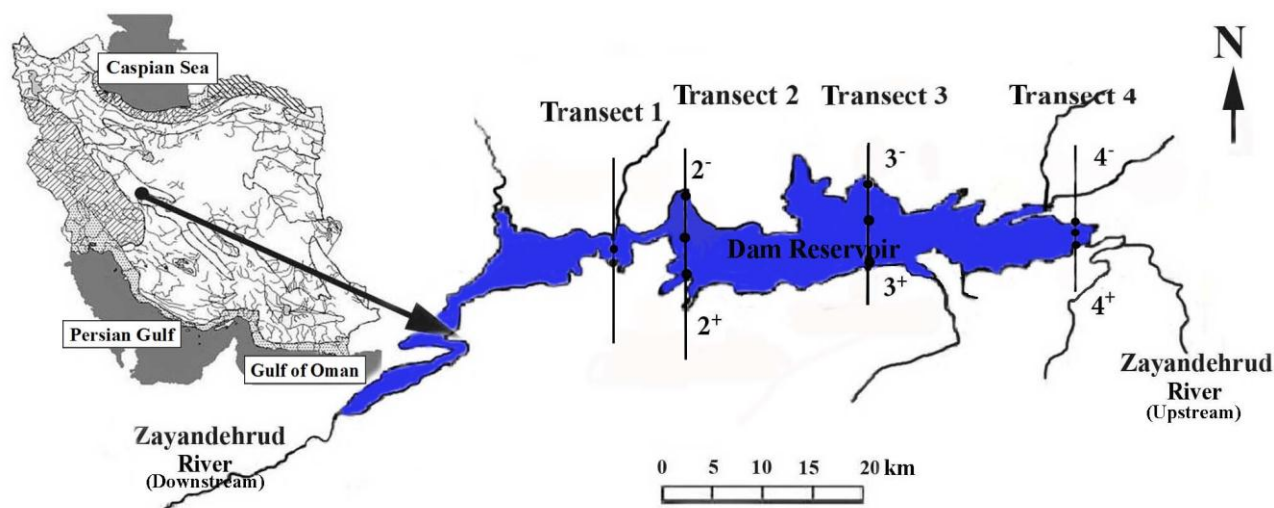 Caspian Sea
Persian Gulf
Gulf of Oman
Transect 1
Transect 2
Transect 3
Transect 4
N
2-
3-
4-
Dam Reservoir
2+
3+
4+
Zayandehrud
River
(Upstream)
Zayandehrud
River
(Downstream)
0 5 10 15 20 km